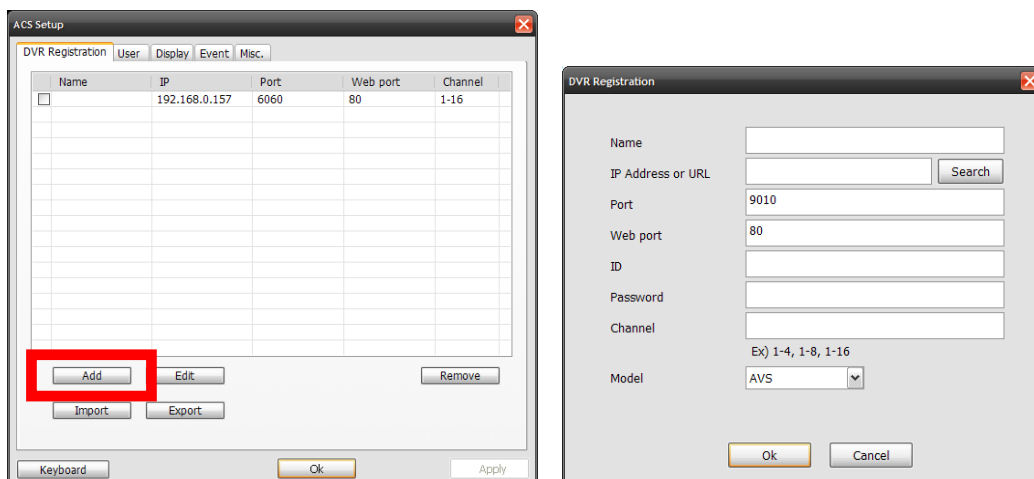 ACS Setup
DVR Registration User Display Event Misc.
Name IP Port Web port Channel
192.168.0.157 6060 80 1-16
Add Edit Remove
Import Export
Keyboard Ok Apply
DVR Registration
Name
IP Address or URL Search
Port 9010
Web port 80
ID
Password
Channel
Ex) 1-4, 1-8, 1-16
Model AVS
Ok Cancel